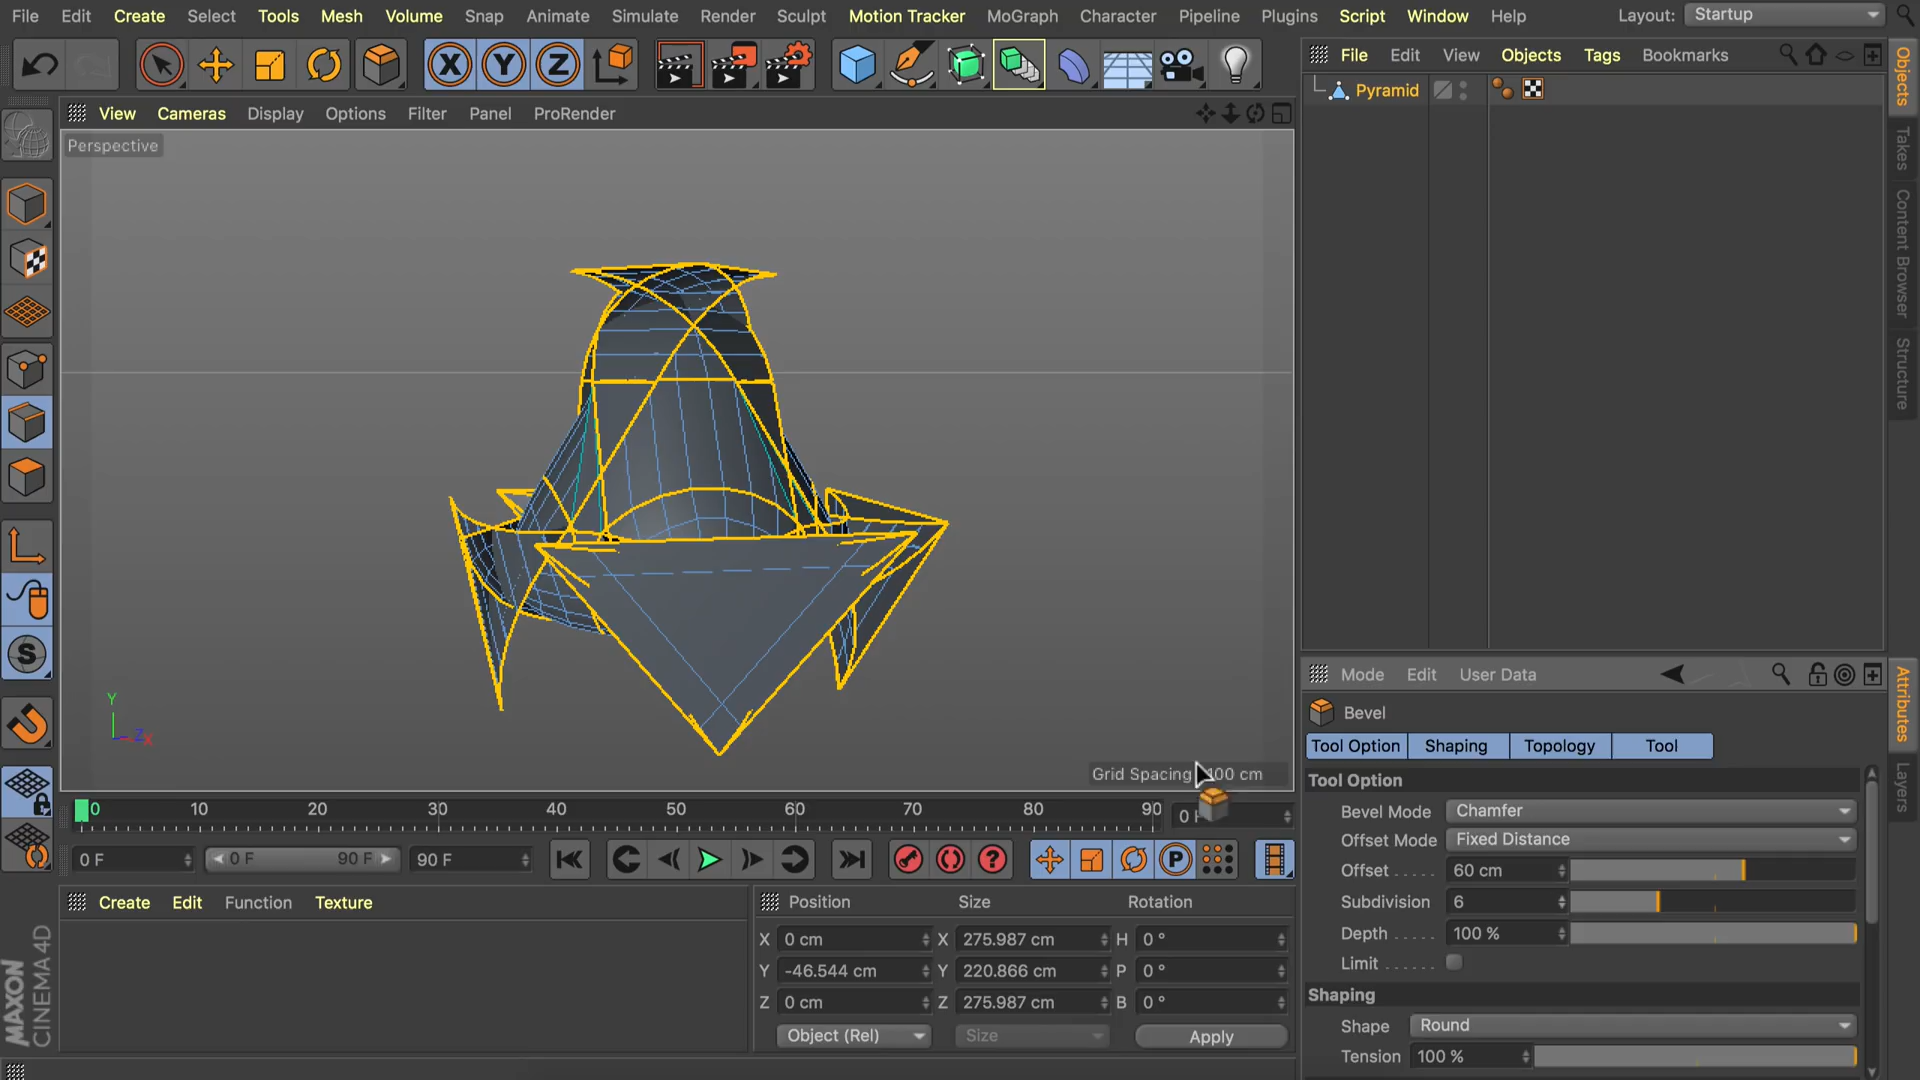 File Edit Create Select Tools Mesh Volume Snap Animate Simulate Render Sculpt Motion Tracker MoGraph Character Pipeline Plugins Script Window Help Layout: Startup
X Y Z
File Edit View Objects Tags Bookmarks
Pyramid
View Cameras Display Options Filter Panel ProRender
Perspective
Y
Z X
Grid Spacing 100 cm
0 10 20 30 40 50 60 70 80 90 0 F
0 F 0 F 90 F 90 F
P
S
Create Edit Function Texture
Position Size Rotation
X 0 cm X 275.987 cm H 0 °
Y -46.544 cm Y 220.866 cm P 0 °
Z 0 cm Z 275.987 cm B 0 °
Object (Rel) Size Apply
Mode Edit User Data
Bevel
Tool Option Shaping Topology Tool
Tool Option
Bevel Mode Chamfer
Offset Mode Fixed Distance
Offset . . . . . 60 cm
Subdivision 6
Depth . . . . . 100 %
Limit . . . . . .
Shaping
Shape Round
Tension 100 %
Objects
Takes
Content Browser
Structure
Attributes
Layers
MAXON
CINEMA 4D